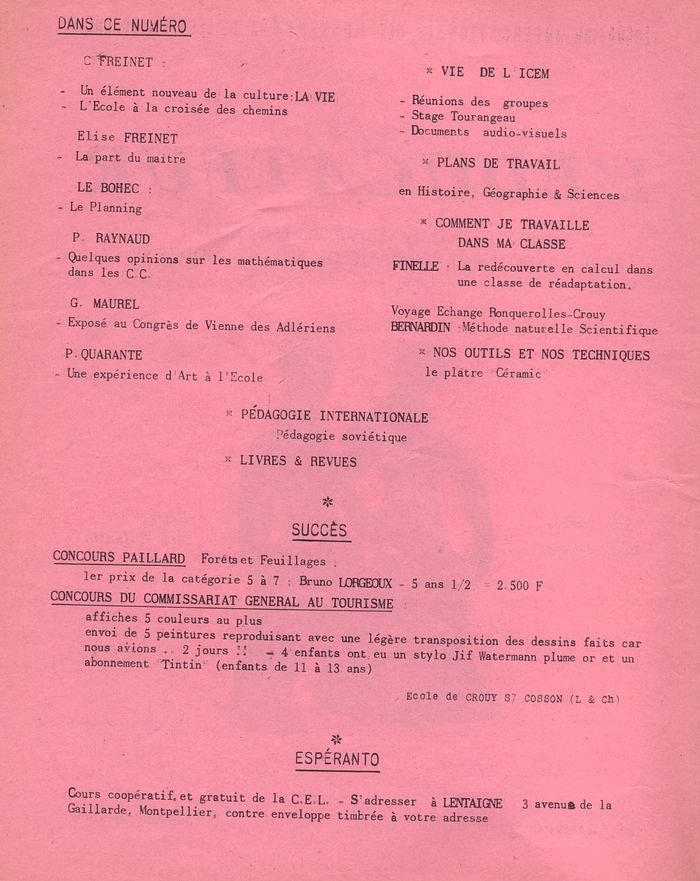 DANS CE NUMÉRO
C FREINET :
- Un élément nouveau de la culture: LA VIE
- L'Ecole à la croisée des chemins
Elise FREINET
- La part du maitre
LE BOHEC :
- Le Planning
P. RAYNAUD
- Quelques opinions sur les mathématiques
dans les C.C.
G. MAUREL
- Exposé au Congrès de Vienne des Adlériens
P. QUARANTE
- Une expérience d'Art à l'Ecole
* VIE DE L'ICEM
- Réunions des groupes
- Stage Tourangeau
- Documents audio-visuels
* PLANS DE TRAVAIL
en Histoire, Géographie & Sciences
* COMMENT JE TRAVAILLE
DANS MA CLASSE
FINELLE : La redécouverte en calcul dans
une classe de réadaptation.
Voyage Echange Ronquerolles-Crouy
BERNARDIN : Méthode naturelle Scientifique
* NOS OUTILS ET NOS TECHNIQUES
le platre "Céramic"
* PÉDAGOGIE INTERNATIONALE
Pédagogie soviétique
* LIVRES & REVUES
*
SUCCÈS
CONCOURS PAILLARD Forêts et Feuillages :
1er prix de la catégorie 5 à 7 : Bruno LORGEOUX - 5 ans 1/2 = 2.500 F
CONCOURS DU COMMISSARIAT GENERAL AU TOURISME :
affiches 5 couleurs au plus
envoi de 5 peintures reproduisant avec une légère transposition des dessins faits car
nous avions .. 2 jours !! - 4 enfants ont eu un stylo Jif Watermann plume or et un
abonnement "Tintin" (enfants de 11 à 13 ans)
Ecole de CROUY S/ COSSON (L & Ch)
*
ESPÉRANTO
Cours coopératif, et gratuit de la C.E.L. - S'adresser à LENTAIGNE 3 avenue de la
Gaillarde, Montpellier, contre enveloppe timbrée à votre adresse